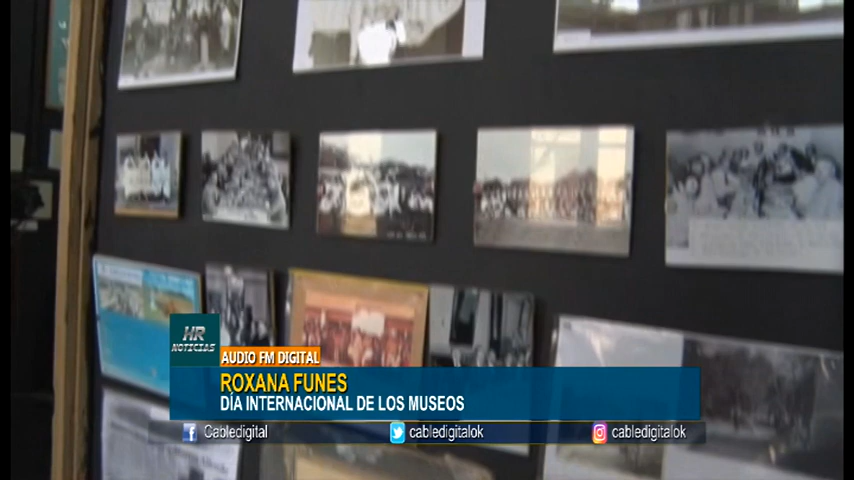 HR
NOTICIAS
AUDIO FM DIGITAL
ROXANA FUNES
DÍA INTERNACIONAL DE LOS MUSEOS
Cabledigital
cabledigitalok
cabledigitalok